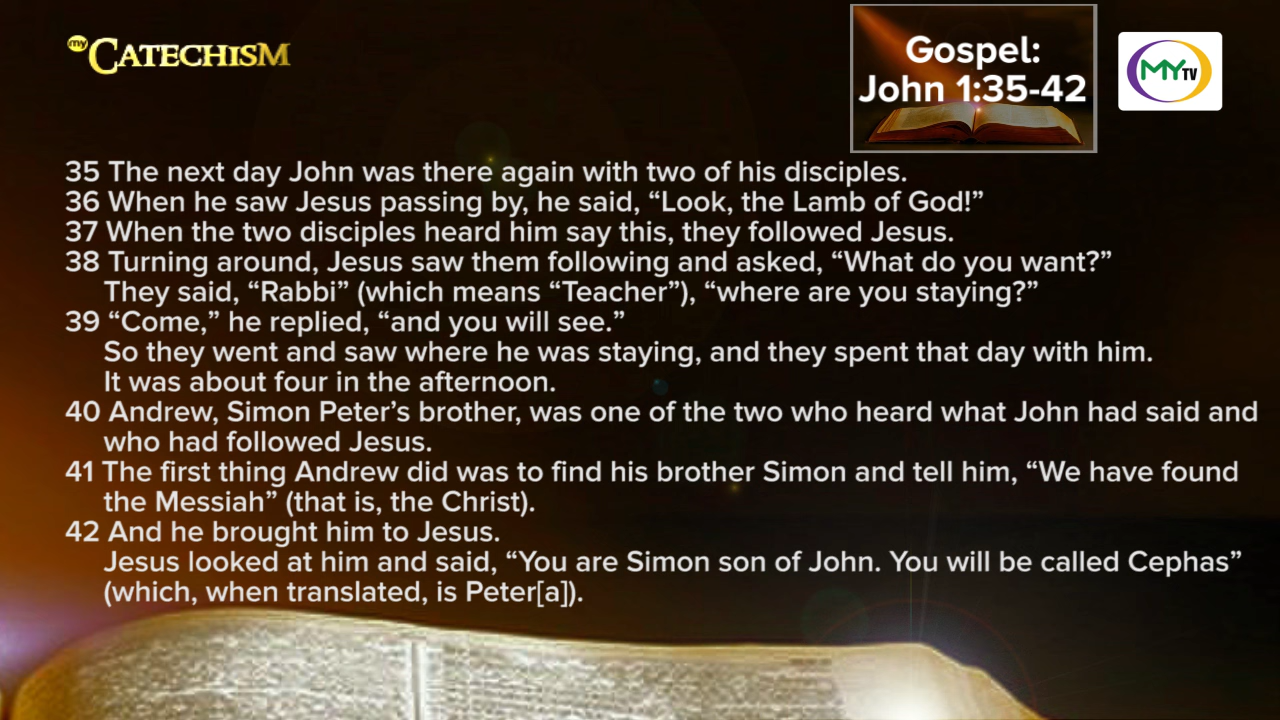 my CATECHISM
Gospel:
John 1:35-42
MYTV
35 The next day John was there again with two of his disciples.
36 When he saw Jesus passing by, he said, “Look, the Lamb of God!”
37 When the two disciples heard him say this, they followed Jesus.
38 Turning around, Jesus saw them following and asked, “What do you want?”
They said, “Rabbi” (which means “Teacher”), “where are you staying?”
39 “Come,” he replied, “and you will see.”
So they went and saw where he was staying, and they spent that day with him.
It was about four in the afternoon.
40 Andrew, Simon Peter’s brother, was one of the two who heard what John had said and
who had followed Jesus.
41 The first thing Andrew did was to find his brother Simon and tell him, “We have found
the Messiah” (that is, the Christ).
42 And he brought him to Jesus.
Jesus looked at him and said, “You are Simon son of John. You will be called Cephas”
(which, when translated, is Peter[a]).